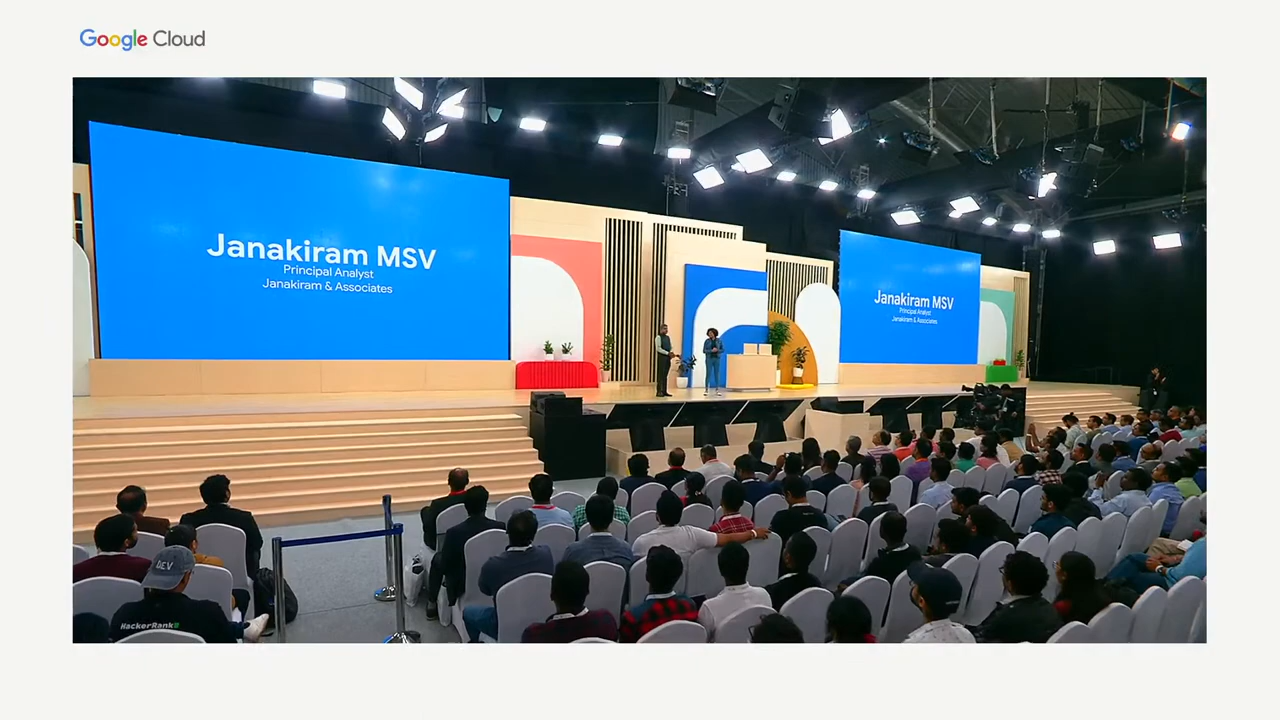 Google Cloud
Janakiram MSV
Principal Analyst
Janakiram & Associates
Janakiram MSV
Principal Analyst
Janakiram & Associates
DEV
HackerRank